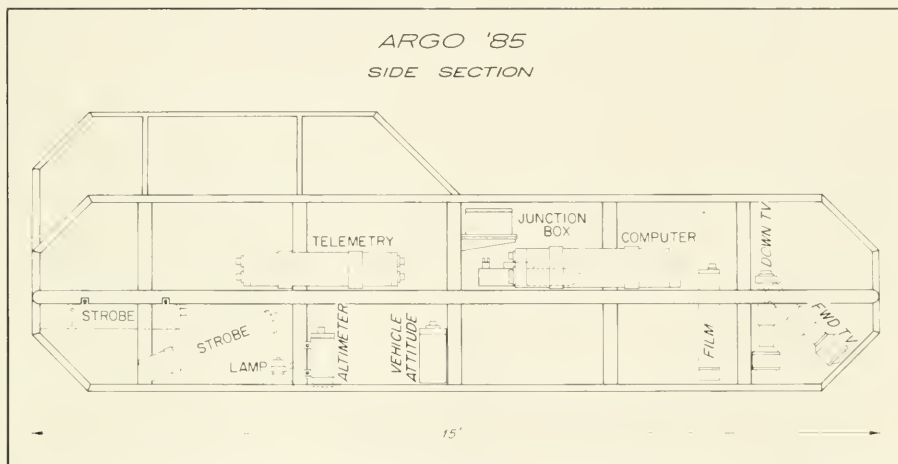 ARGO '85
SIDE SECTION
TELEMETRY
JUNCTION
BOX
COMPUTER
DOWN TV
STROBE
STROBE
LAMP
ALTIMETER
VEHICLE
ATTITUDE
FILM
FWD TV
15'